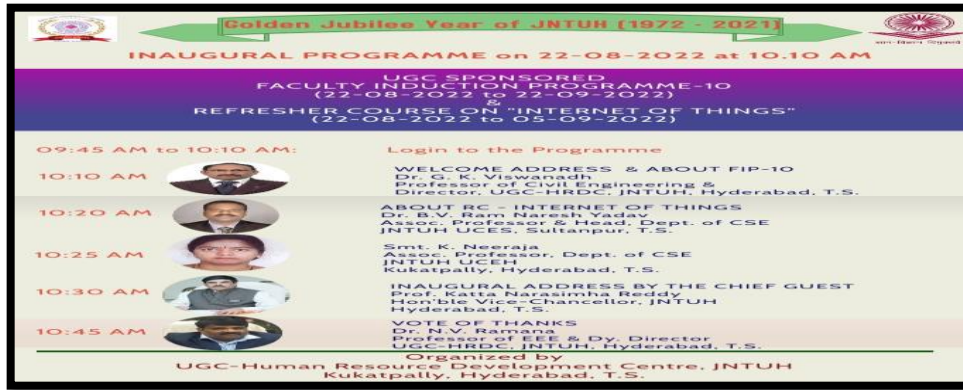 Golden Jubilee Year of JNTUH (1972 - 2021)
INAUGURAL PROGRAMME on 22-08-2022 at 10.10 AM
UGC SPONSORED
FACULTY INDUCTION PROGRAMME-10
(22-08-2022 to 22-09-2022)
&
REFRESHER COURSE ON "INTERNET OF THINGS"
(22-08-2022 to 05-09-2022)
09:45 AM to 10:10 AM: Login to the Programme
10:10 AM
WELCOME ADDRESS & ABOUT FIP-10
Dr. G. K. Viswanadh
Professor of Civil Engineering &
Director, UGC-HRDC, JNTUH, Hyderabad, T.S.
10:20 AM
ABOUT RC - INTERNET OF THINGS
Dr. B.V. Ram Naresh Yadav
Assoc. Professor & Head, Dept. of CSE
JNTUH UCES, Sultanpur, T.S.
10:25 AM
Smt. K. Neeraja
Assoc. Professor, Dept. of CSE
JNTUH UCEH
Kukatpally, Hyderabad, T.S.
10:30 AM
INAUGURAL ADDRESS BY THE CHIEF GUEST
Prof. Katta Narasimha Reddy
Hon'ble Vice-Chancellor, JNTUH
Hyderabad, T.S.
10:45 AM
VOTE OF THANKS
Dr. N.V. Ramana
Professor of EEE & Dy. Director
UGC-HRDC, JNTUH, Hyderabad, T.S.
Organized by
UGC-Human Resource Development Centre, JNTUH
Kukatpally, Hyderabad, T.S.